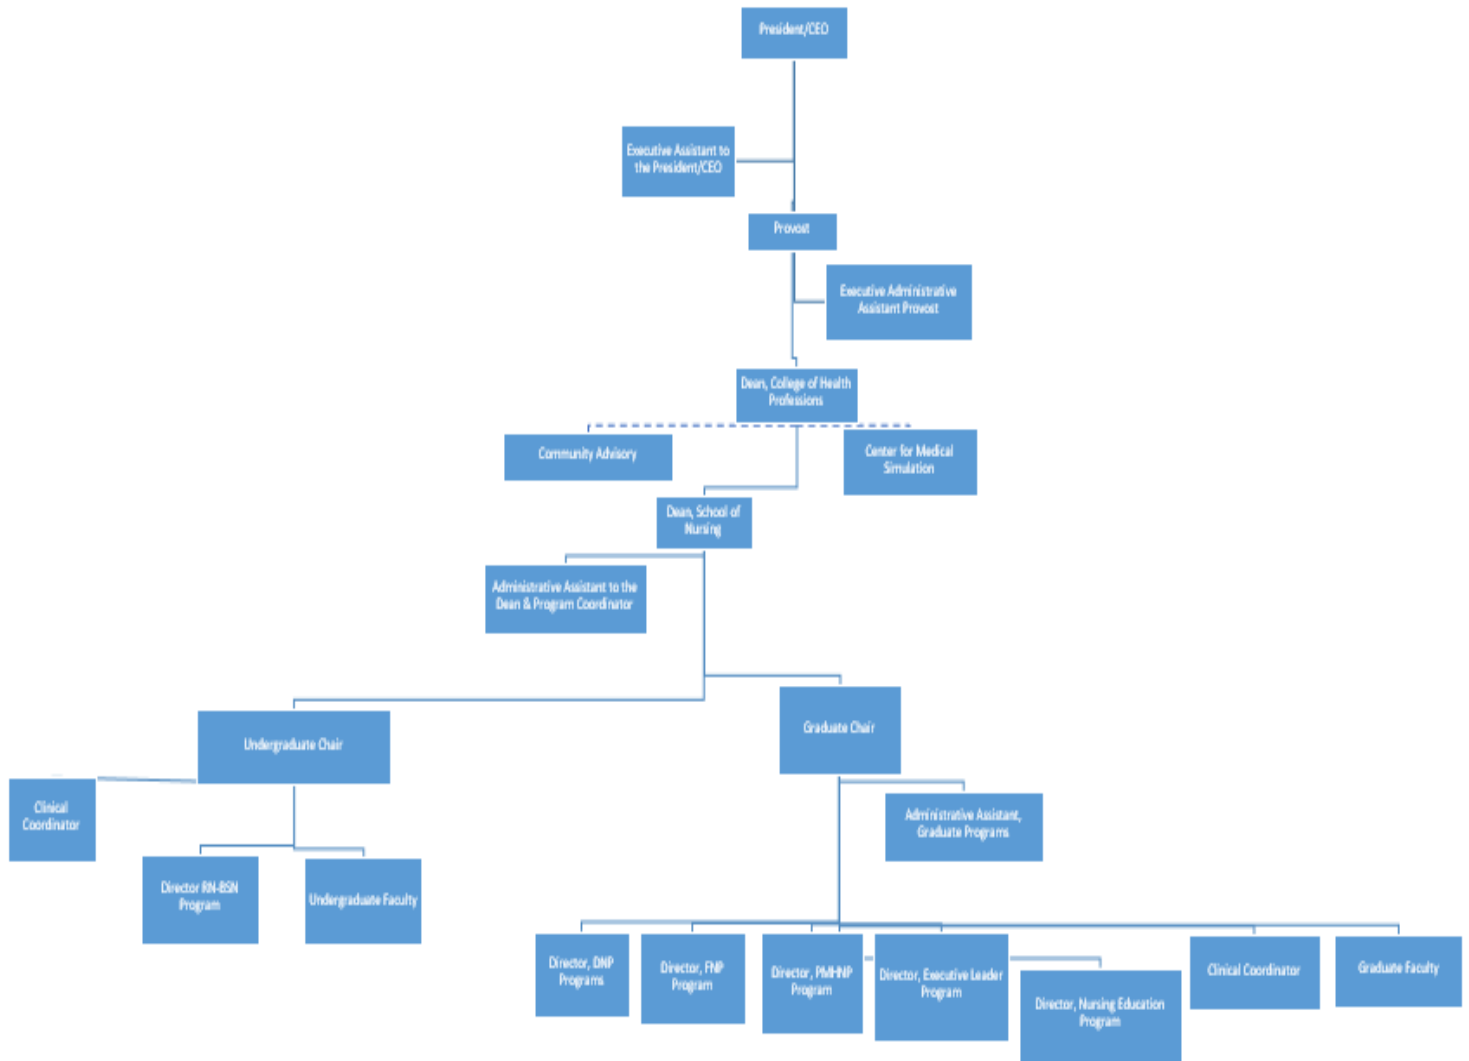 President/CEO
Executive Assistant to
the President/CEO
Provost
Executive Administrative
Assistant Provost
Dean, College of Health
Professions
Community Advisory
Center for Medical
Simulation
Dean, School of
Nursing
Administrative Assistant to the
Dean & Program Coordinator
Undergraduate Chair
Graduate Chair
Clinical
Coordinator
Administrative Assistant,
Graduate Programs
Director RN-BSN
Program
Undergraduate Faculty
Director, DNP
Programs
Director, FNP
Program
Director, PMHNP
Program
Director, Executive Leader
Program
Director, Nursing Education
Program
Clinical Coordinator
Graduate Faculty